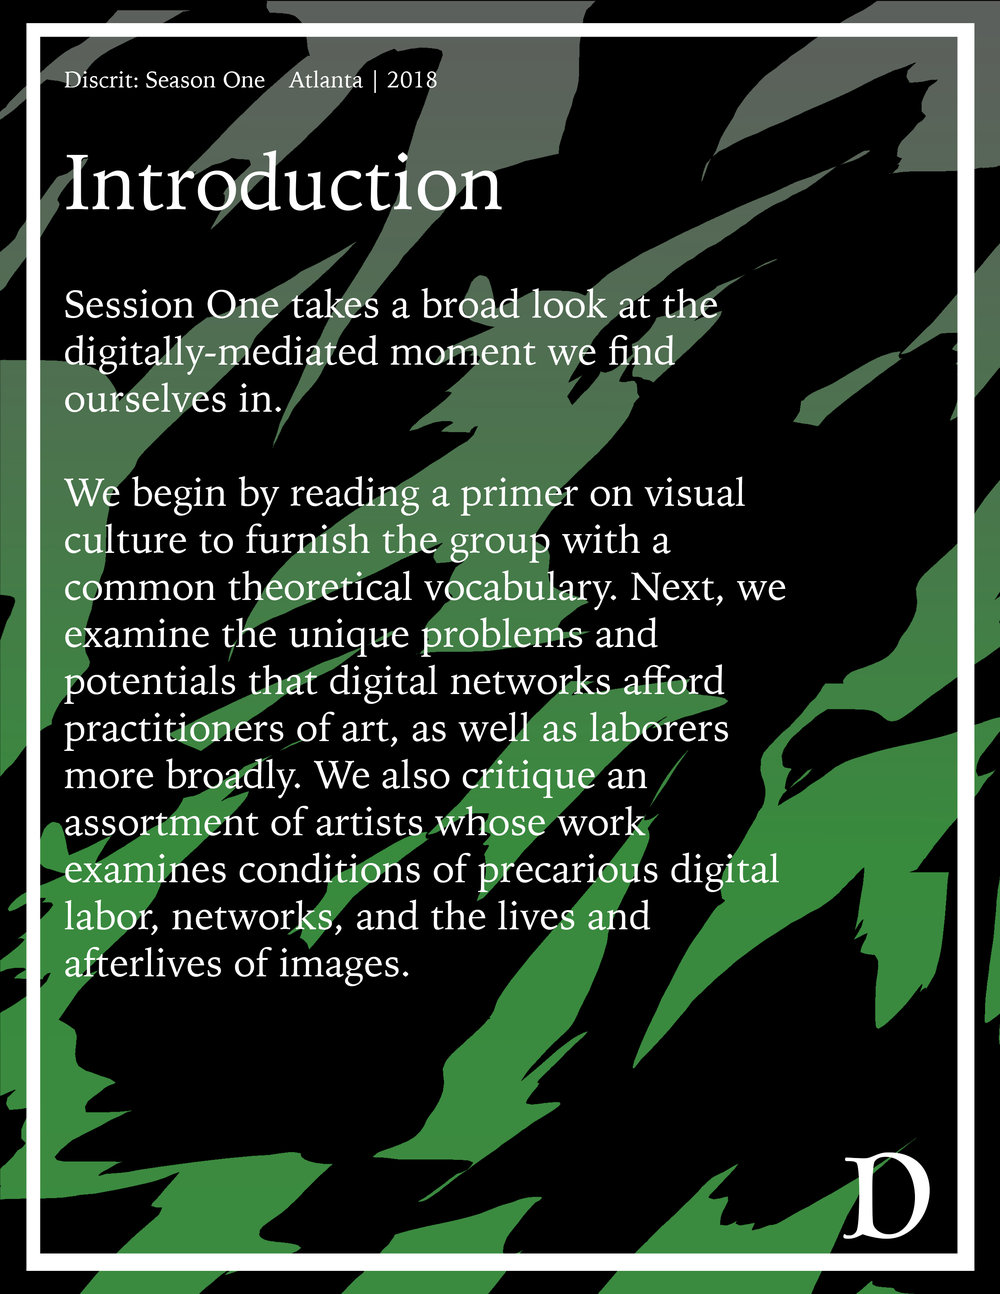 Discrit: Season One Atlanta | 2018
Introduction
Session One takes a broad look at the
digitally-mediated moment we find
ourselves in.
We begin by reading a primer on visual
culture to furnish the group with a
common theoretical vocabulary. Next, we
examine the unique problems and
potentials that digital networks afford
practitioners of art, as well as laborers
more broadly. We also critique an
assortment of artists whose work
examines conditions of precarious digital
labor, networks, and the lives and
afterlives of images.
D